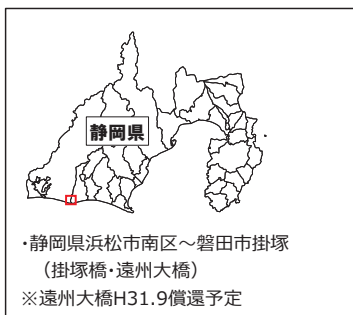 静岡県
・静岡県浜松市南区～磐田市掛塚
（掛塚橋・遠州大橋）
※遠州大橋H31.9償還予定